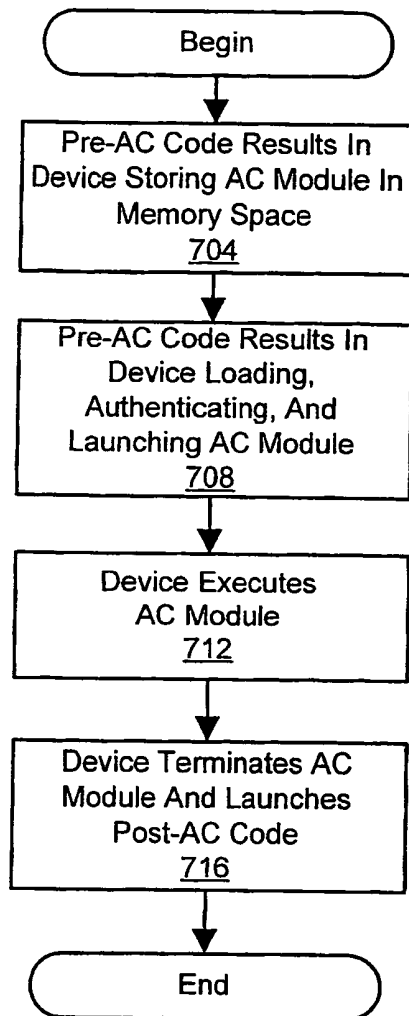 Begin
Pre-AC Code Results In
Device Storing AC Module In
Memory Space
704
Pre-AC Code Results In
Device Loading,
Authenticating, And
Launching AC Module
708
Device Executes
AC Module
712
Device Terminates AC
Module And Launches
Post-AC Code
716
End